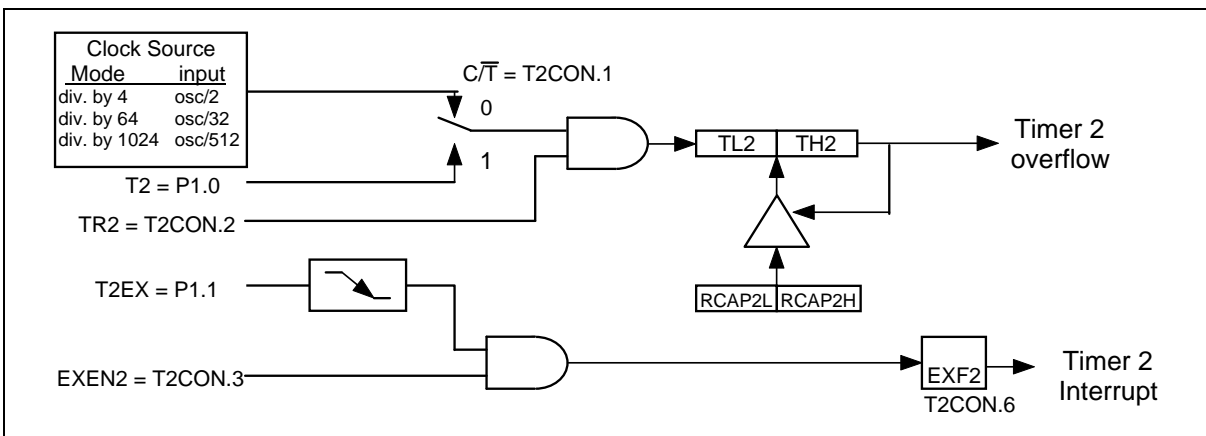 Clock Source
Mode input
div. by 4 osc/2
div. by 64 osc/32
div. by 1024 osc/512
C/T̅ = T2CON.1
0
1
T2 = P1.0
TR2 = T2CON.2
TL2 TH2
Timer 2
overflow
T2EX = P1.1
RCAP2L RCAP2H
EXEN2 = T2CON.3
EXF2
T2CON.6
Timer 2
Interrupt